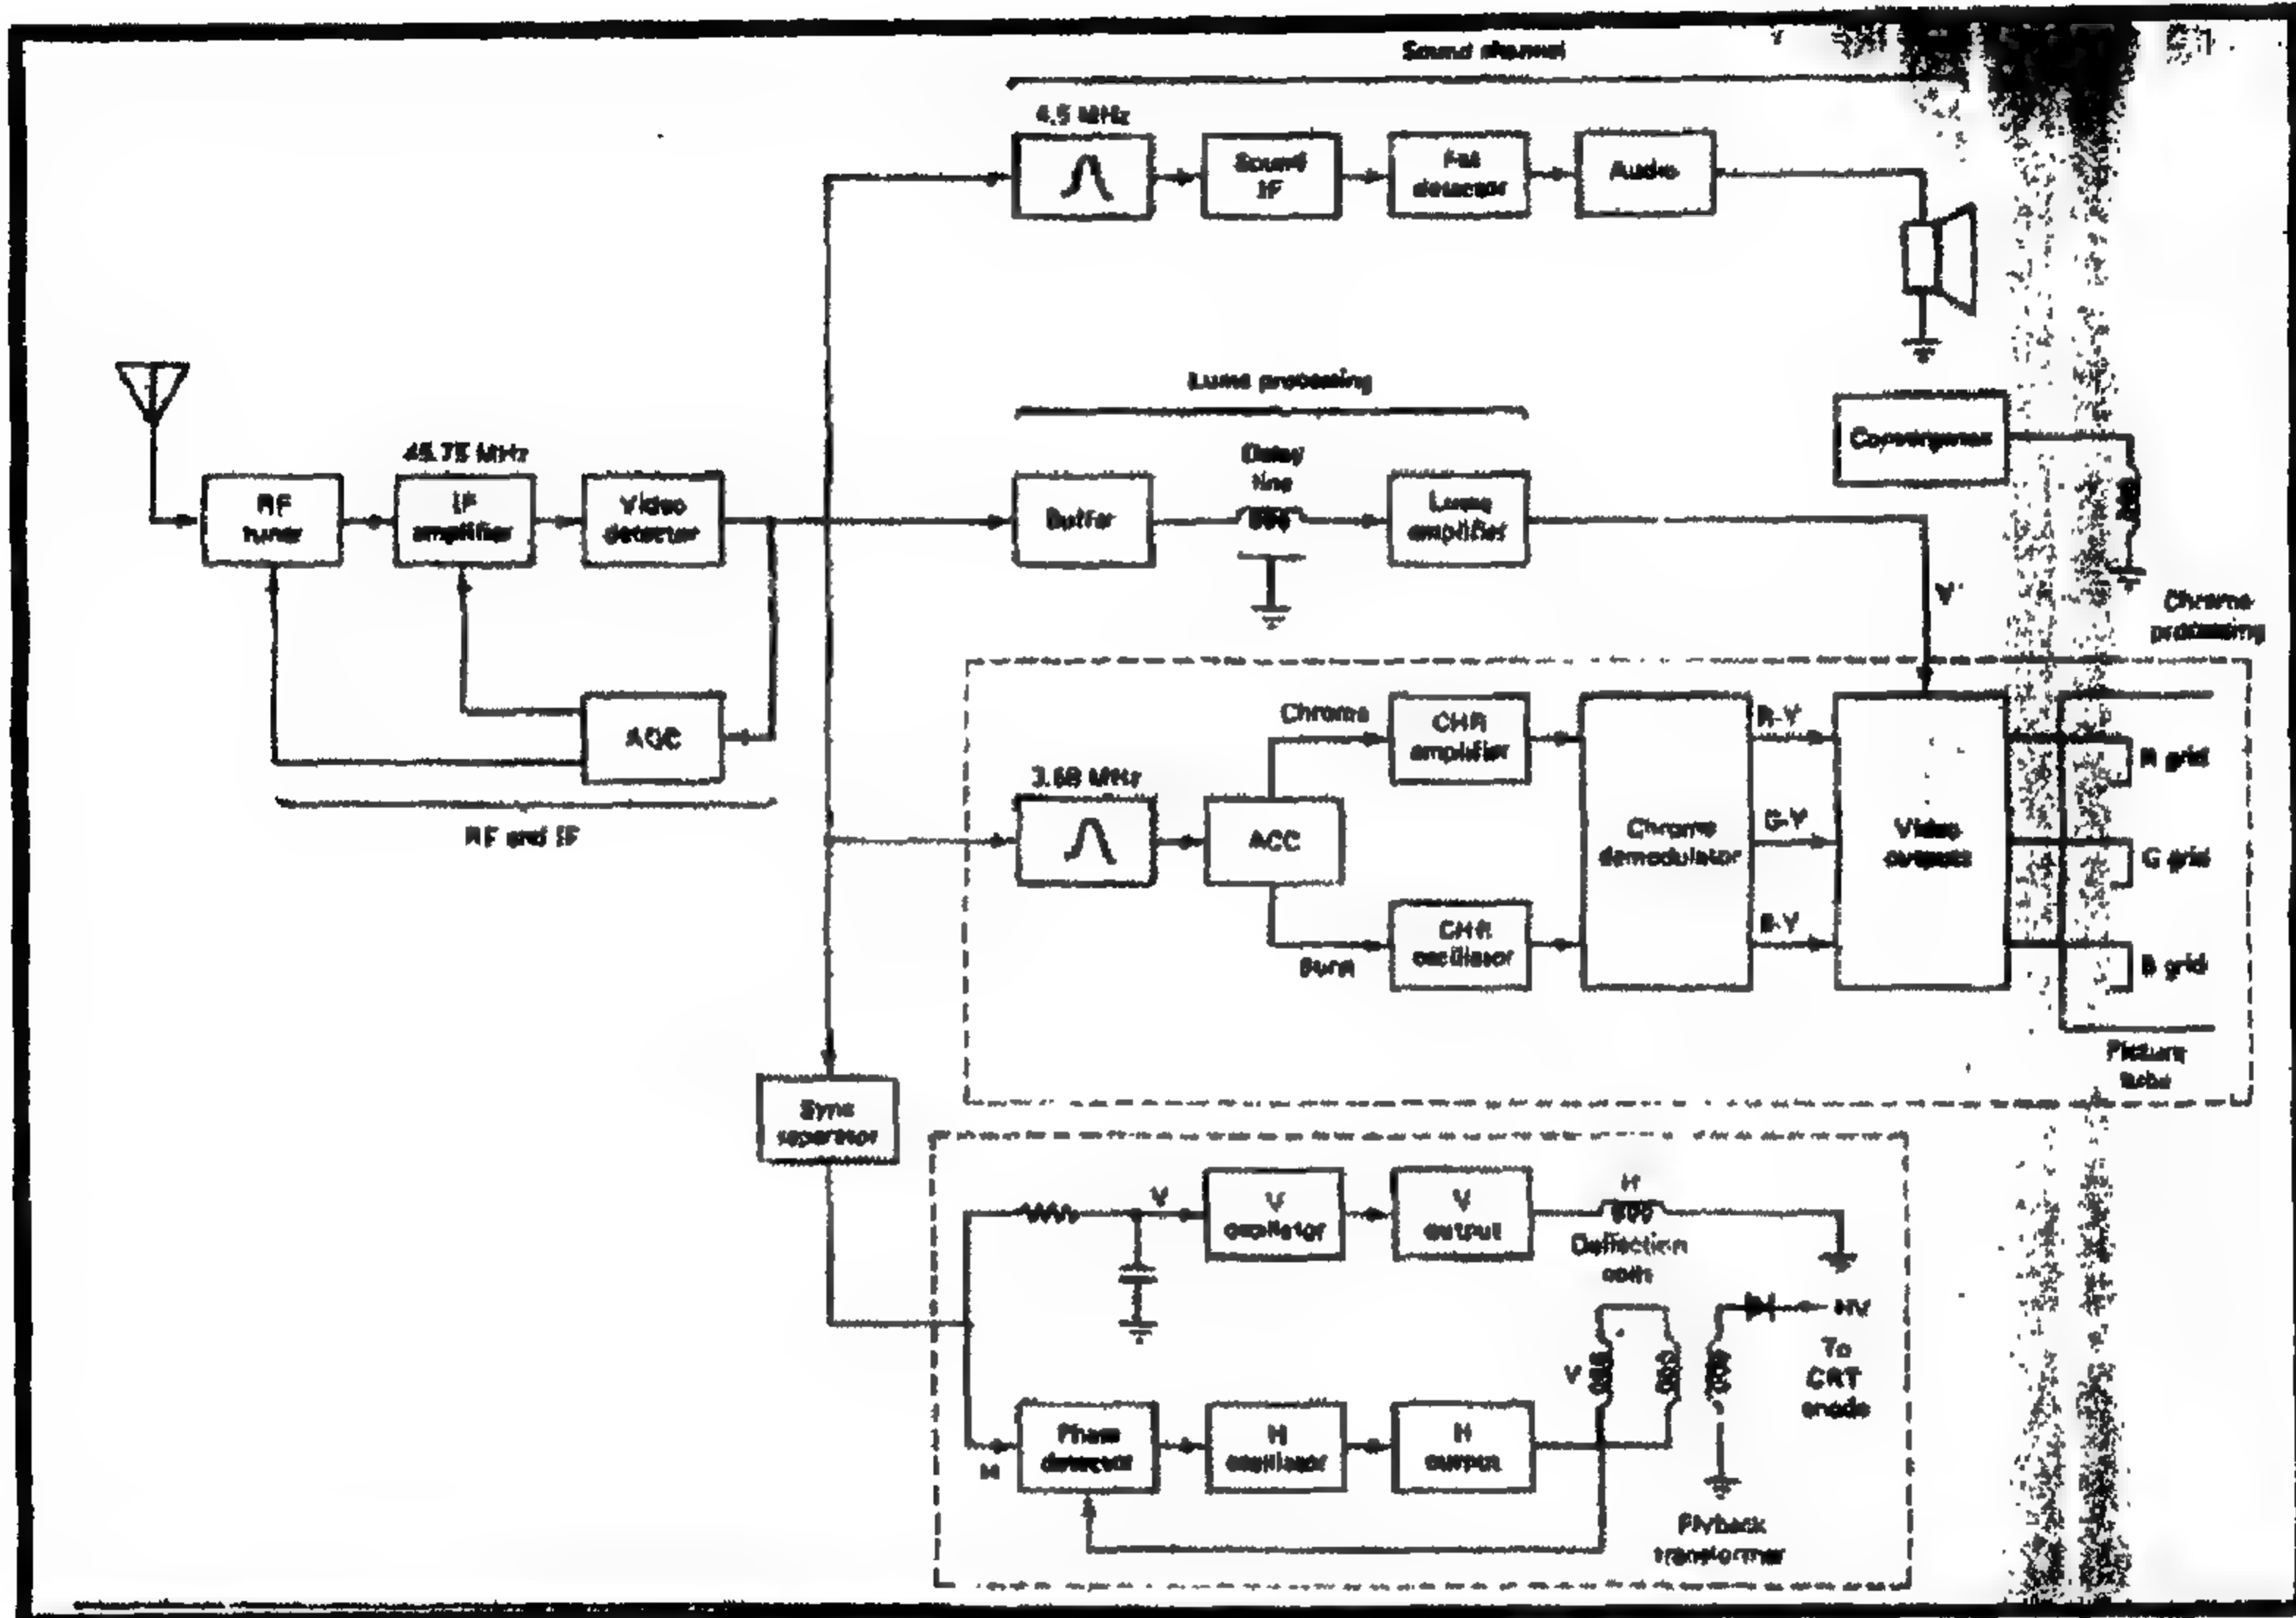 Sound channel
4.5 MHz
Sound
IF
FM
detector
Audio
Luma processing
45.75 MHz
Delay
line
Convergence
RF
tuner
IF
amplifier
Video
detector
Buffer
Luma
amplifier
Y
Chroma
processing
AGC
Chroma
CHR
amplifier
R-Y
R grid
3.58 MHz
RF and IF
ACC
Chroma
demodulator
G-Y
Video
outputs
G grid
B-Y
CHR
oscillator
Burst
B grid
Picture
tube
Sync
separator
V
V
oscillator
V
output
H
Deflection
coils
HV
V
To
CRT
anode
H
Phase
detector
H
oscillator
H
output
Flyback
transformer